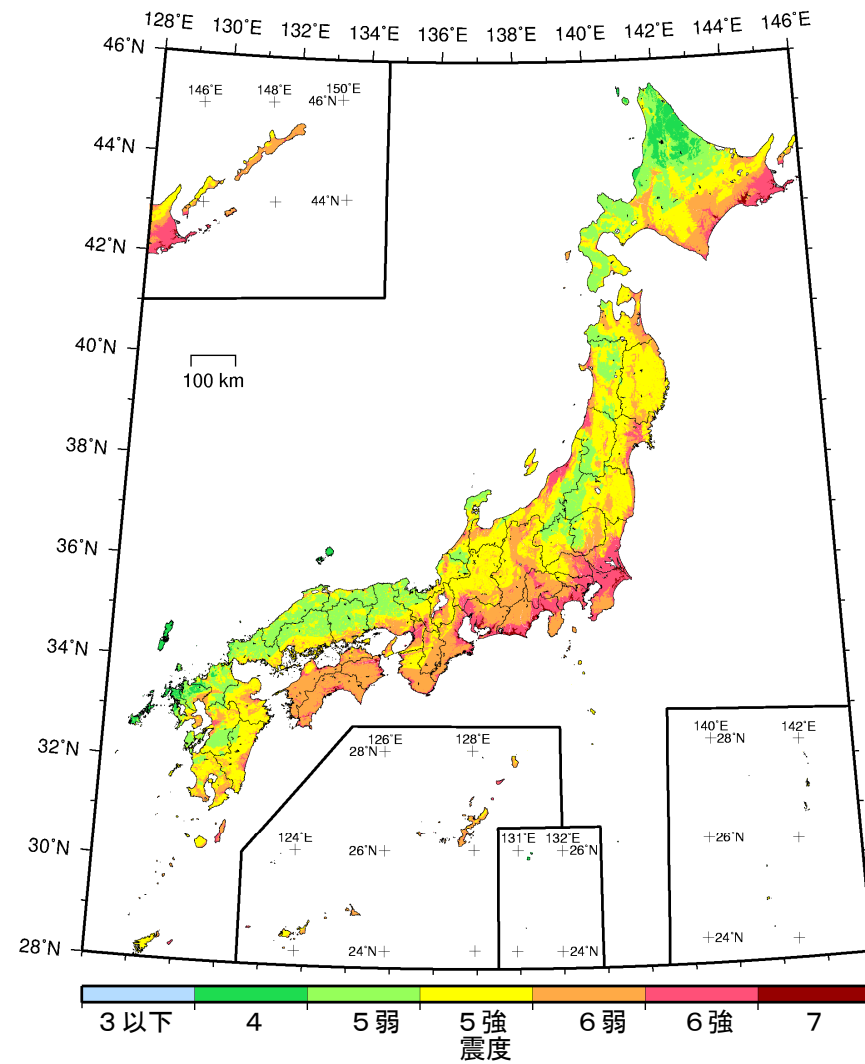 128°E 130°E 132°E 134°E 136°E 138°E 140°E 142°E 144°E 146°E
46°N
146°E 148°E 150°E
46°N
44°N
44°N
42°N
40°N
100 km
38°N
36°N
34°N
32°N
126°E 128°E
28°N
140°E 142°E
28°N
30°N
124°E
26°N
131°E 132°E
26°N
26°N
28°N
24°N
24°N
24°N
3以下 4 5弱 5強 6弱 6強 7
震度